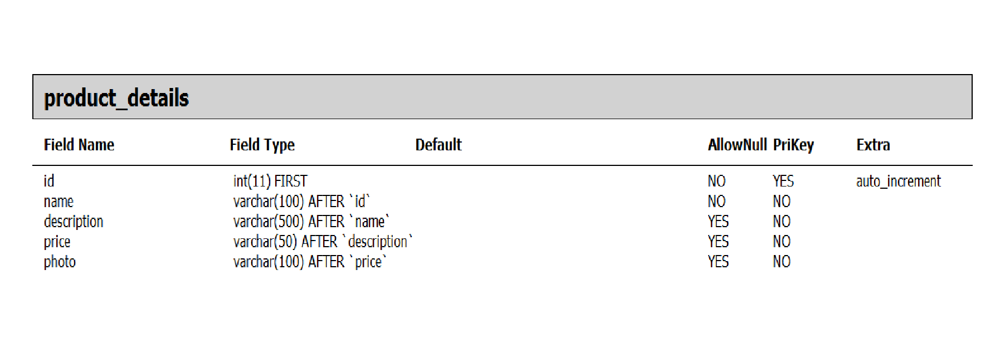 product_details
Field Name Field Type Default AllowNull PriKey Extra
id int(11) FIRST NO YES auto_increment
name varchar(100) AFTER `id` NO NO
description varchar(500) AFTER `name` YES NO
price varchar(50) AFTER `description` YES NO
photo varchar(100) AFTER `price` YES NO